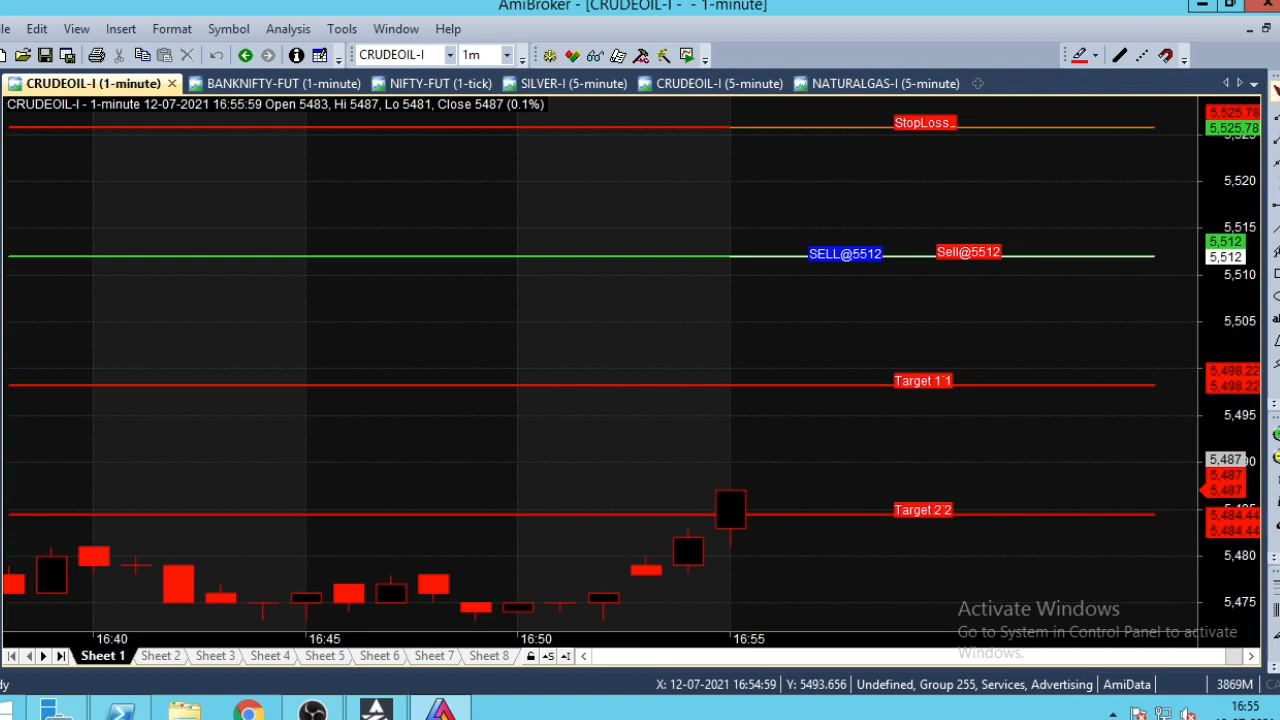 AmiBroker - [CRUDEOIL-I - - 1-minute]
Edit View Insert Format Symbol Analysis Tools Window Help
CRUDEOIL-I 1m
CRUDEOIL-I (1-minute) BANKNIFTY-FUT (1-minute) NIFTY-FUT (1-tick) SILVER-I (5-minute) CRUDEOIL-I (5-minute) NATURALGAS-I (5-minute)
CRUDEOIL-I - 1-minute 12-07-2021 16:55:59 Open 5483, Hi 5487, Lo 5481, Close 5487 (0.1%)
5,525.78
StopLoss_
5,525.78
5,520
5,515
5,512
SELL@5512 Sell@5512
5,512
5,510
5,505
5,498.22
Target 1 1
5,498.22
5,495
5,487
5,487
5,487
Target 2 2
5,484.44
5,484.44
5,480
5,475
Activate Windows
Go to System in Control Panel to activate
Windows.
16:40 16:45 16:50 16:55
Sheet 1 Sheet 2 Sheet 3 Sheet 4 Sheet 5 Sheet 6 Sheet 7 Sheet 8
X: 12-07-2021 16:54:59 Y: 5493.656 Undefined, Group 255, Services, Advertising AmiData 3869M
16:55